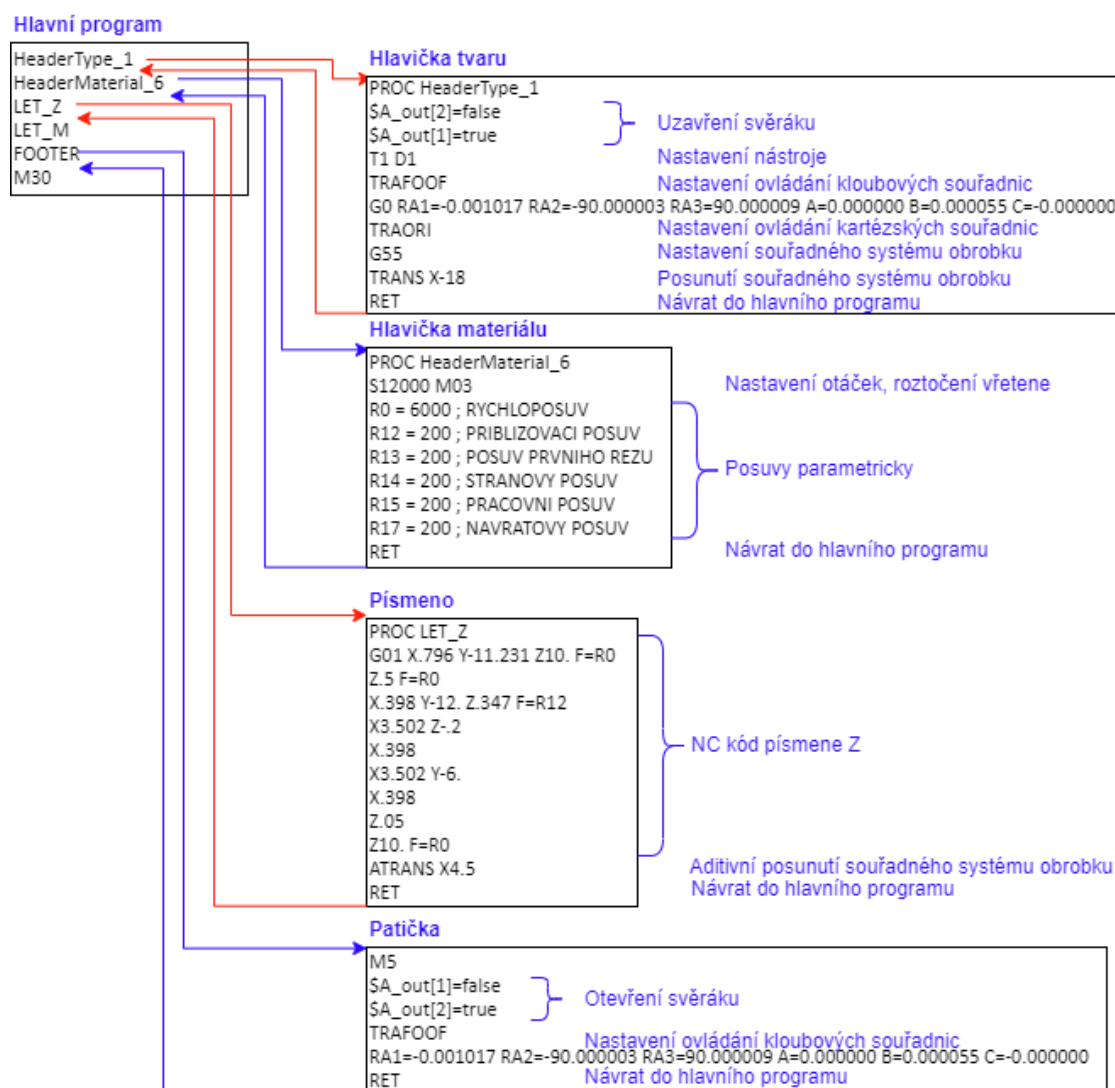 Hlavní program
HeaderType_1
HeaderMaterial_6
LET_Z
LET_M
FOOTER
M30
Hlavička tvaru
PROC HeaderType_1
$A_out[2]=false
$A_out[1]=true
Uzavření svěráku
T1 D1 Nastavení nástroje
TRAFOOF Nastavení ovládání kloubových souřadnic
G0 RA1=-0.001017 RA2=-90.000003 RA3=90.000009 A=0.000000 B=0.000055 C=-0.000000
TRAORI Nastavení ovládání kartézských souřadnic
G55 Nastavení souřadného systému obrobku
TRANS X-18 Posunutí souřadného systému obrobku
RET Návrat do hlavního programu
Hlavička materiálu
PROC HeaderMaterial_6
S12000 M03 Nastavení otáček, roztočení vřetene
R0 = 6000 ; RYCHLOPOSUV
R12 = 200 ; PRIBLIZOVACI POSUV
R13 = 200 ; POSUV PRVNIHO REZU
R14 = 200 ; STRANOVY POSUV
R15 = 200 ; PRACOVNI POSUV
R17 = 200 ; NAVRATOVY POSUV
Posuvy parametricky
RET Návrat do hlavního programu
Písmeno
PROC LET_Z
G01 X.796 Y-11.231 Z10. F=R0
Z.5 F=R0
X.398 Y-12. Z.347 F=R12
X3.502 Z-.2
X.398
X3.502 Y-6.
X.398
Z.05
Z10. F=R0
NC kód písmene Z
ATRANS X4.5 Aditivní posunutí souřadného systému obrobku
RET Návrat do hlavního programu
Patička
M5
$A_out[1]=false
$A_out[2]=true
Otevření svěráku
TRAFOOF Nastavení ovládání kloubových souřadnic
RA1=-0.001017 RA2=-90.000003 RA3=90.000009 A=0.000000 B=0.000055 C=-0.000000
RET Návrat do hlavního programu